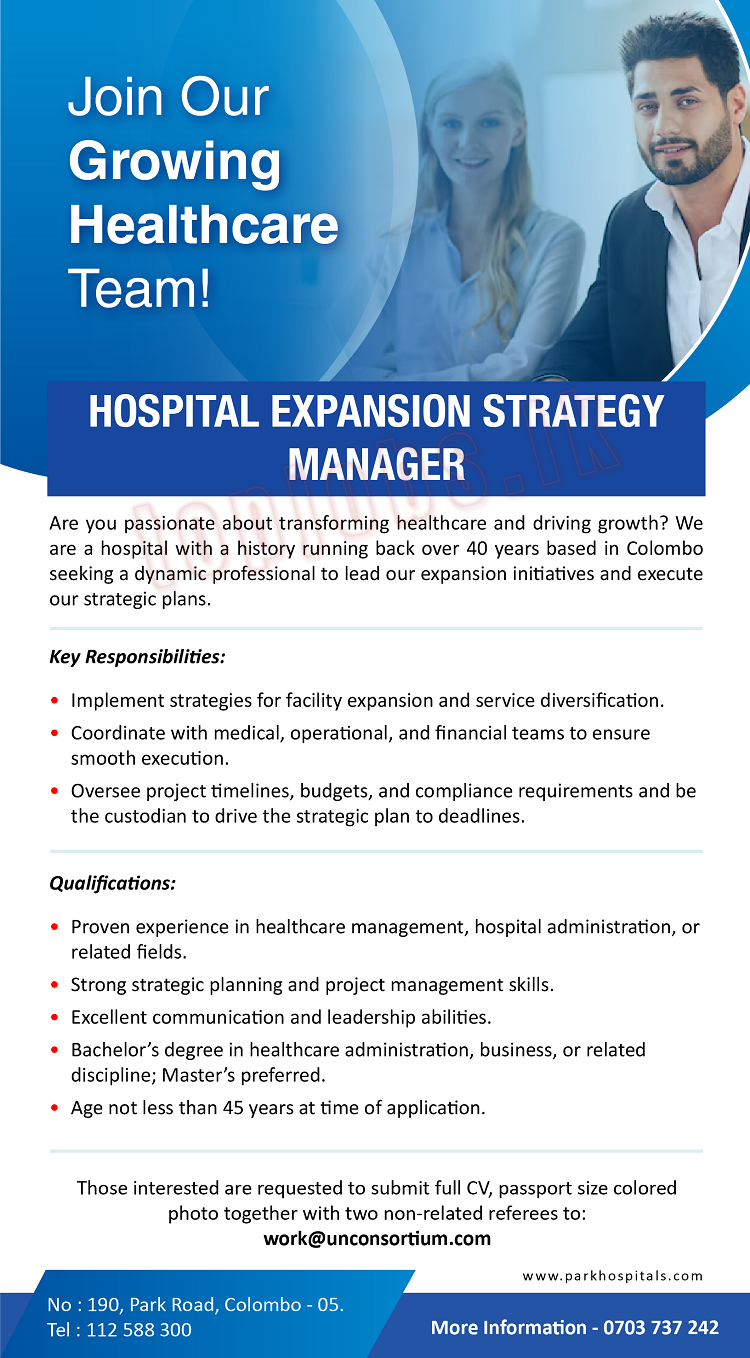 Join Our
Growing
Healthcare
Team!
HOSPITAL EXPANSION STRATEGY
MANAGER
topjobs.lk
Are you passionate about transforming healthcare and driving growth? We
are a hospital with a history running back over 40 years based in Colombo
seeking a dynamic professional to lead our expansion initiatives and execute
our strategic plans.
Key Responsibilities:
• Implement strategies for facility expansion and service diversification.
• Coordinate with medical, operational, and financial teams to ensure
smooth execution.
• Oversee project timelines, budgets, and compliance requirements and be
the custodian to drive the strategic plan to deadlines.
Qualifications:
• Proven experience in healthcare management, hospital administration, or
related fields.
• Strong strategic planning and project management skills.
• Excellent communication and leadership abilities.
• Bachelor’s degree in healthcare administration, business, or related
discipline; Master’s preferred.
• Age not less than 45 years at time of application.
Those interested are requested to submit full CV, passport size colored
photo together with two non-related referees to:
work@unconsortium.com
www.parkhospitals.com
No : 190, Park Road, Colombo - 05.
Tel : 112 588 300
More Information - 0703 737 242